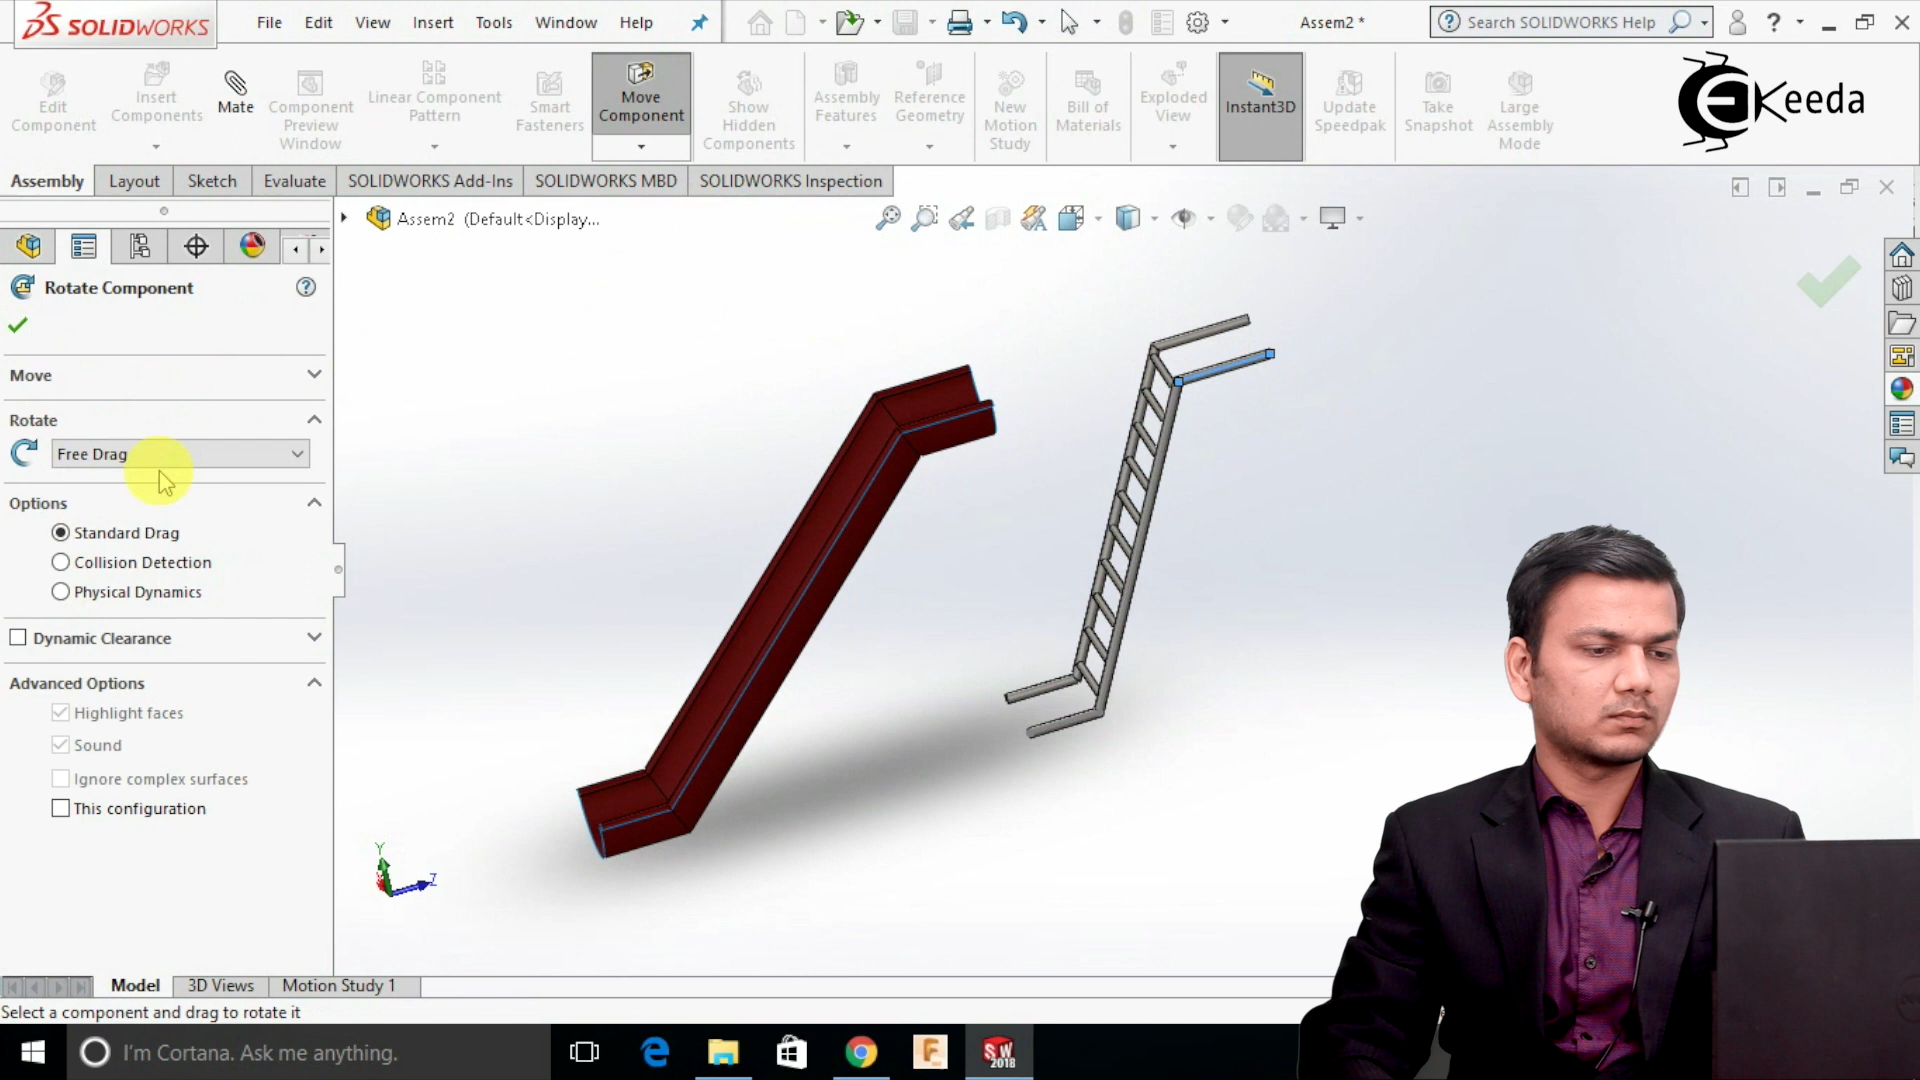 SOLIDWORKS
File Edit View Insert Tools Window Help
Assem2 *
Search SOLIDWORKS Help
?
Edit Component
Insert Components
Mate
Component Preview Window
Linear Component Pattern
Smart Fasteners
Move Component
Show Hidden Components
Assembly Features
Reference Geometry
New Motion Study
Bill of Materials
Exploded View
Instant3D
Update Speedpak
Take Snapshot
Large Assembly Mode
EKeeda
Assembly Layout Sketch Evaluate SOLIDWORKS Add-Ins SOLIDWORKS MBD SOLIDWORKS Inspection
Assem2 (Default<Display...
Rotate Component
?
Move
Rotate
Free Drag
Options
Standard Drag
Collision Detection
Physical Dynamics
Dynamic Clearance
Advanced Options
Highlight faces
Sound
Ignore complex surfaces
This configuration
Y
Z
Model 3D Views Motion Study 1
Select a component and drag to rotate it
I'm Cortana. Ask me anything.
F
SW
2018